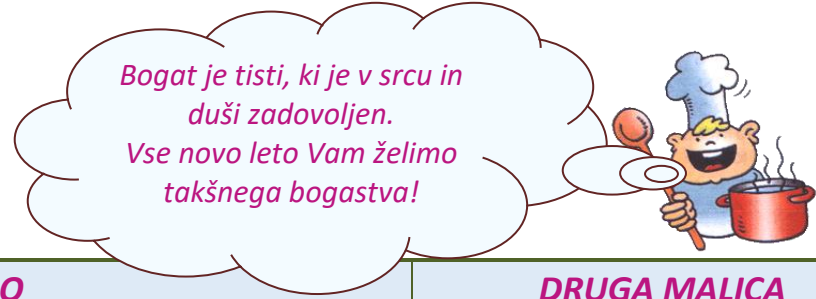 Bogat je tisti, ki je v srcu in
duši zadovoljen.
Vse novo leto Vam želimo
takšnega bogastva!
O
DRUGA MALICA